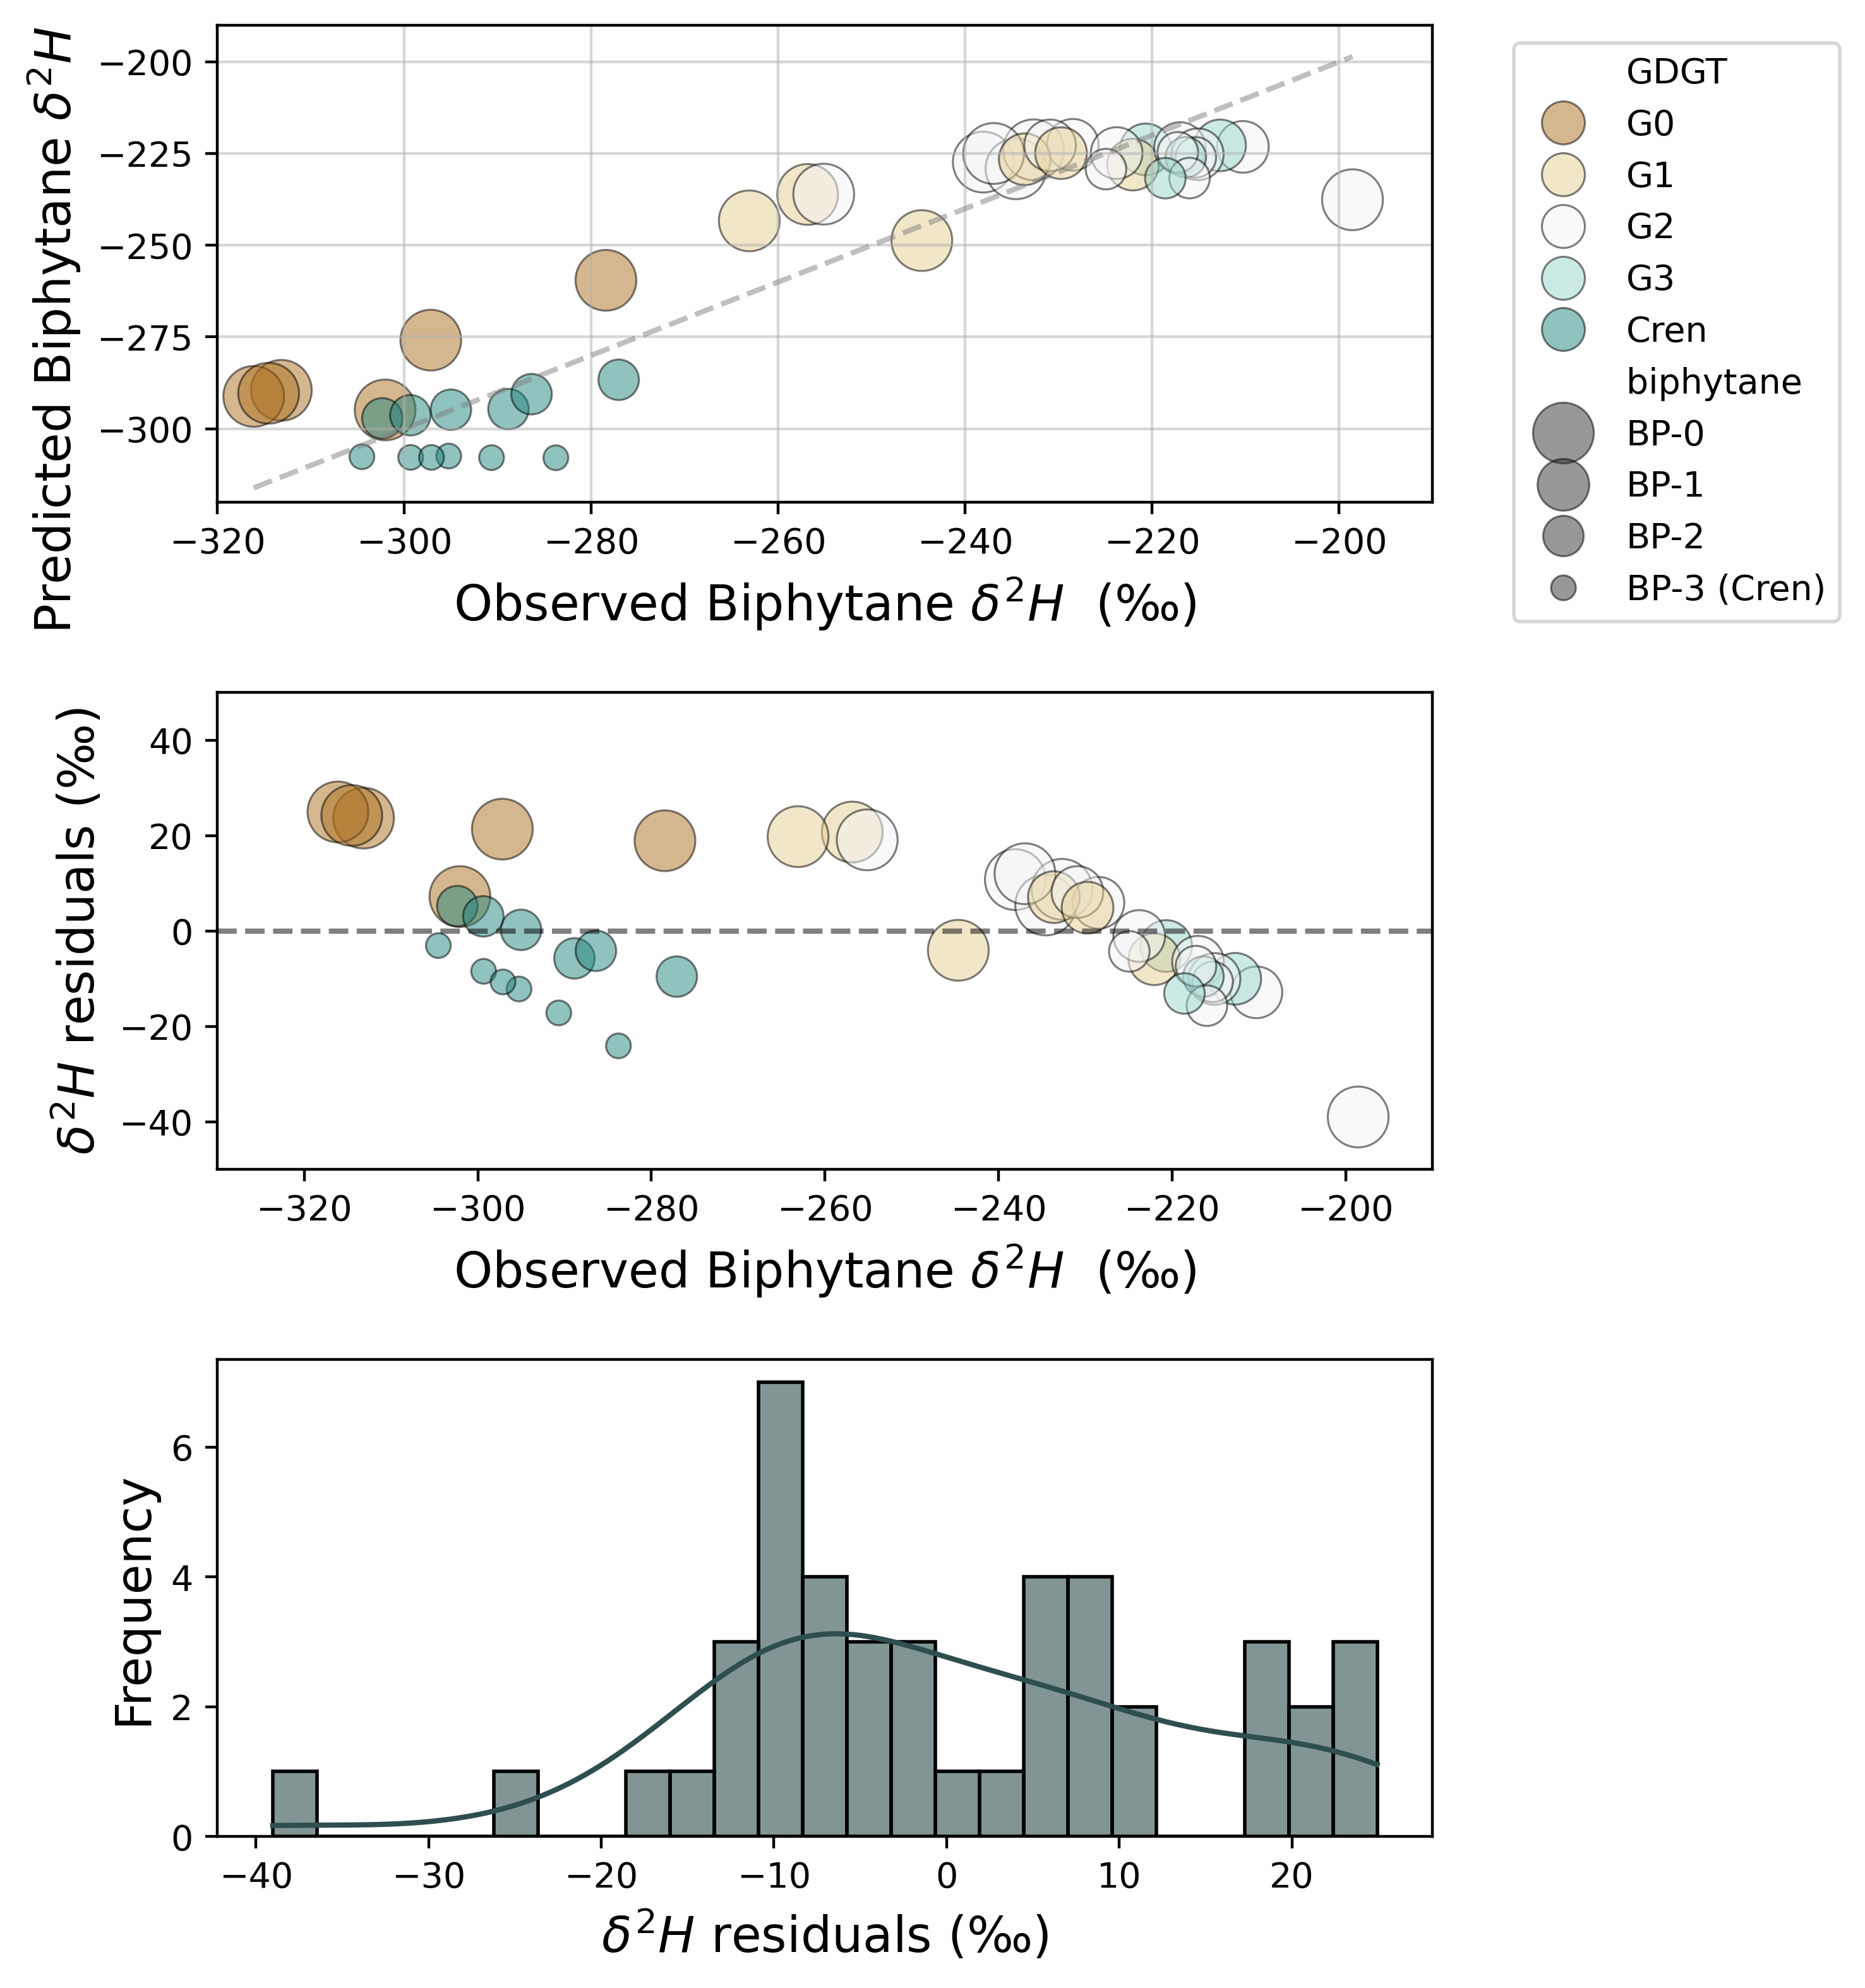 Predicted Biphytane δ²H
−200
−225
−250
−275
−300
−320 −300 −280 −260 −240 −220 −200
Observed Biphytane δ²H (‰)
GDGT
G0
G1
G2
G3
Cren
biphytane
BP-0
BP-1
BP-2
BP-3 (Cren)
δ²H residuals (‰)
40
20
0
−20
−40
−320 −300 −280 −260 −240 −220 −200
Observed Biphytane δ²H (‰)
Frequency
6
4
2
0
−40 −30 −20 −10 0 10 20
δ²H residuals (‰)